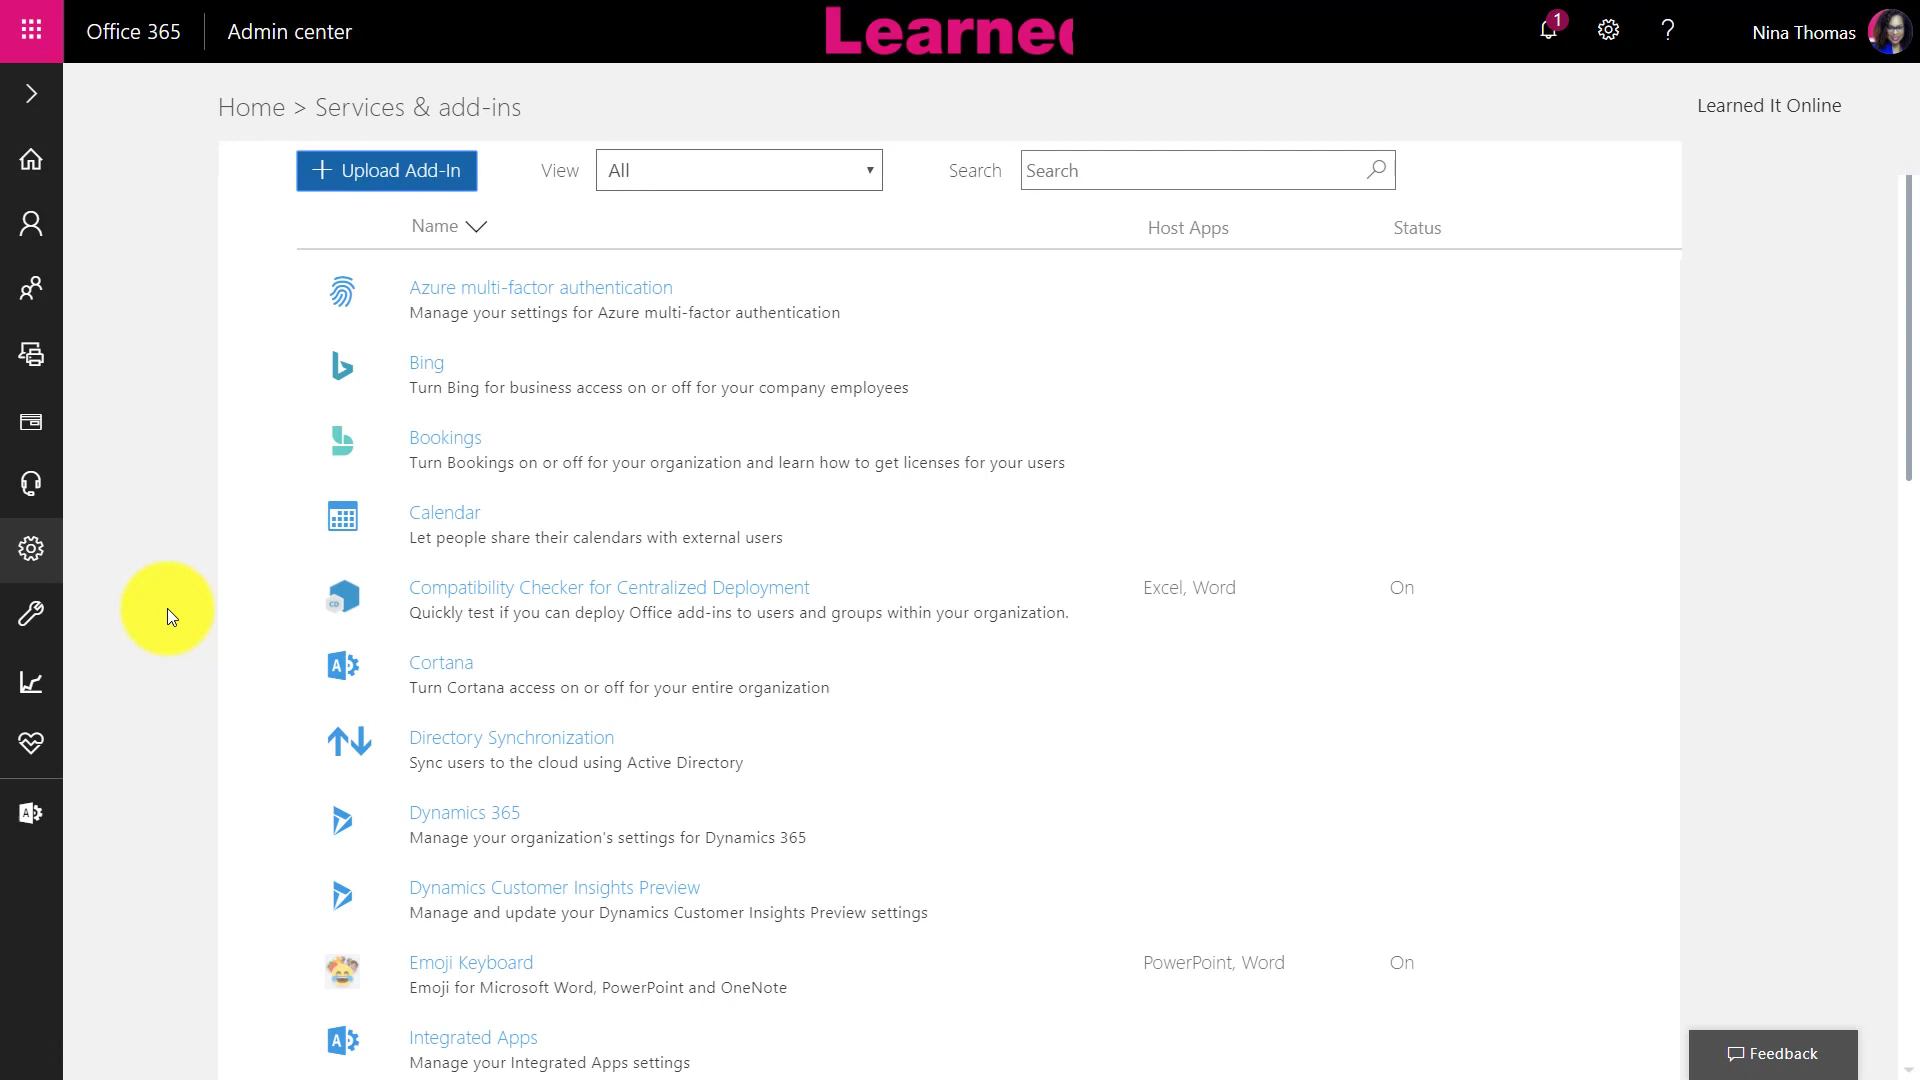 Office 365
Admin center
Learned
1
?
Nina Thomas
Home > Services & add-ins
Learned It Online
+ Upload Add-In
View
All
Search
Search
Name
Host Apps
Status
Azure multi-factor authentication
Manage your settings for Azure multi-factor authentication
Bing
Turn Bing for business access on or off for your company employees
Bookings
Turn Bookings on or off for your organization and learn how to get licenses for your users
Calendar
Let people share their calendars with external users
Compatibility Checker for Centralized Deployment
Excel, Word
On
CD
Quickly test if you can deploy Office add-ins to users and groups within your organization.
Cortana
Turn Cortana access on or off for your entire organization
Directory Synchronization
Sync users to the cloud using Active Directory
Dynamics 365
Manage your organization's settings for Dynamics 365
Dynamics Customer Insights Preview
Manage and update your Dynamics Customer Insights Preview settings
Emoji Keyboard
PowerPoint, Word
On
Emoji for Microsoft Word, PowerPoint and OneNote
Integrated Apps
Manage your Integrated Apps settings
Feedback